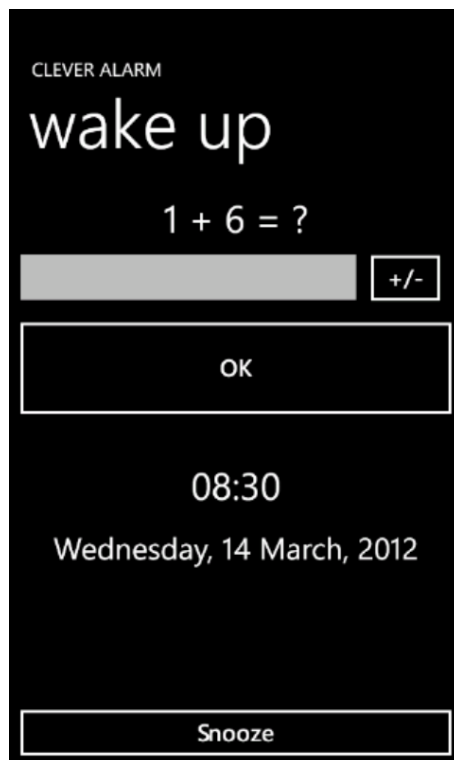 CLEVER ALARM
wake up
1 + 6 = ?
+/-
OK
08:30
Wednesday, 14 March, 2012
Snooze